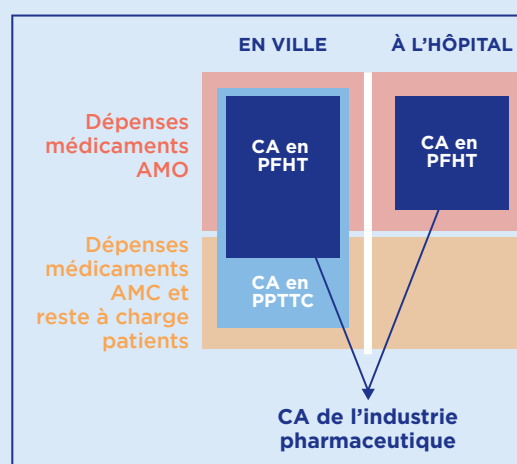 EN VILLE
À L’HÔPITAL
Dépenses
médicaments
AMO
CA en
PFHT
CA en
PFHT
Dépenses
médicaments
AMC et
reste à charge
patients
CA en
PPTTC
CA de l’industrie
pharmaceutique